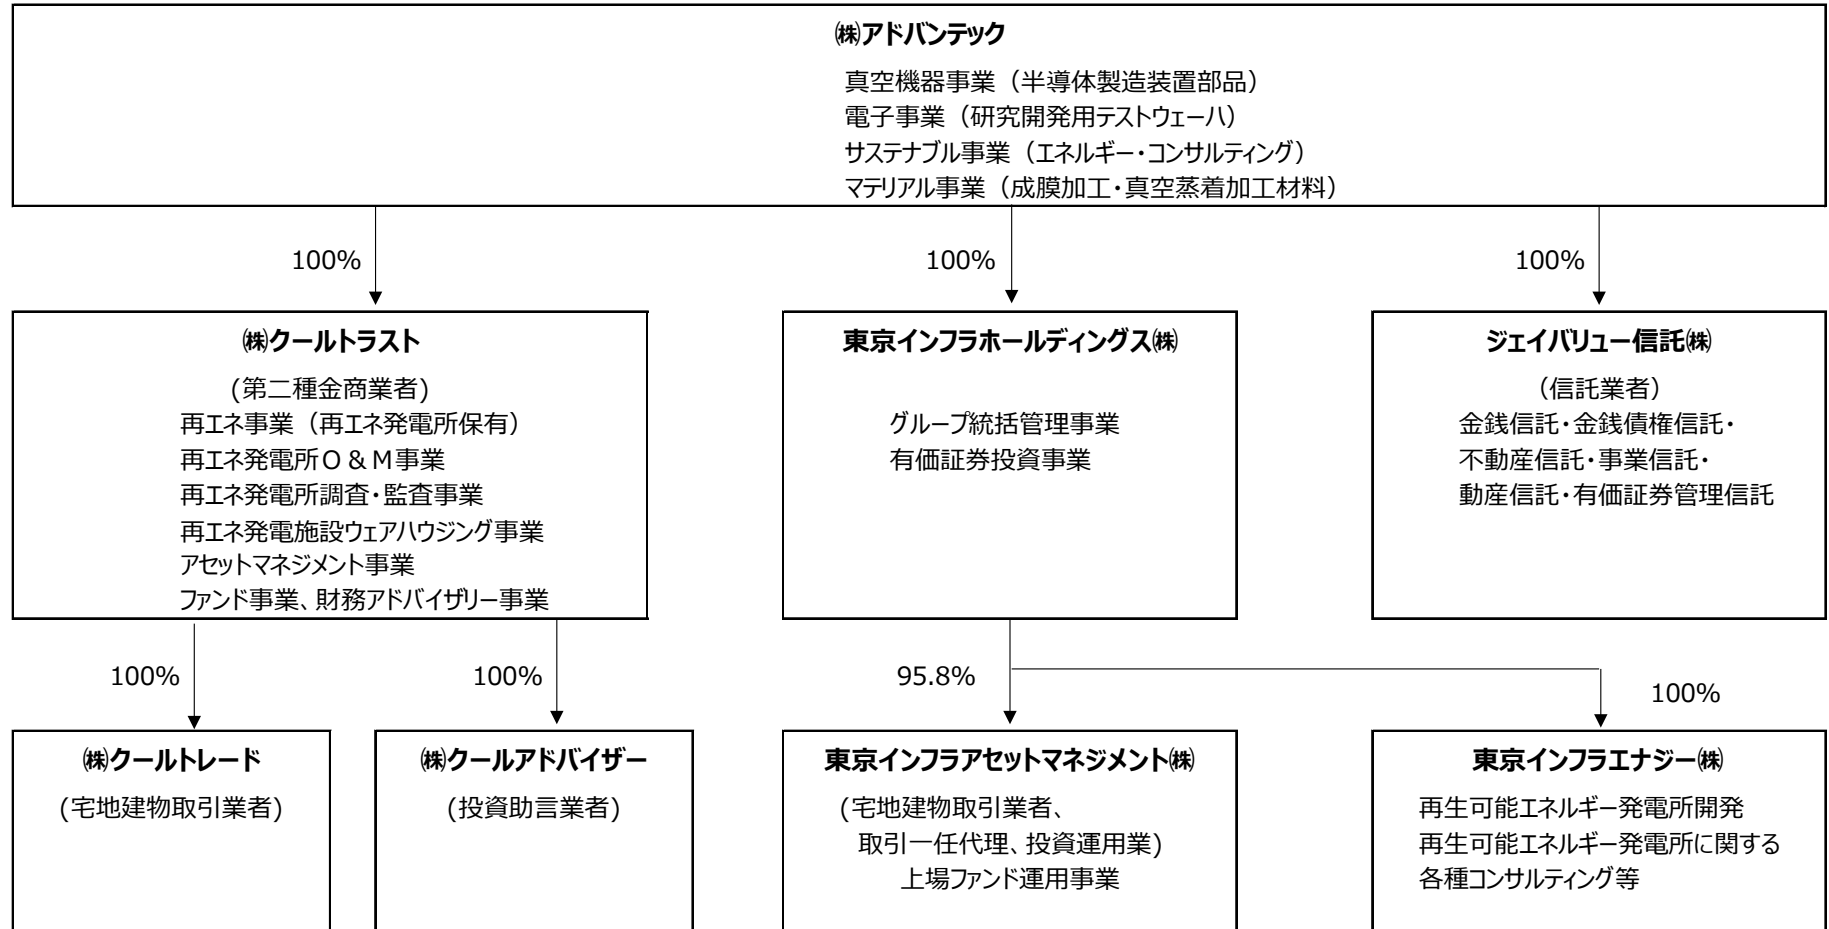 ㈱アドバンテック
真空機器事業（半導体製造装置部品）
電子事業（研究開発用テストウェーハ）
サステナブル事業（エネルギー・コンサルティング）
マテリアル事業（成膜加工・真空蒸着加工材料）
100%
100%
100%
㈱クールトラスト
(第二種金商業者)
再エネ事業（再エネ発電所保有）
再エネ発電所Ｏ＆Ｍ事業
再エネ発電所調査・監査事業
再エネ発電施設ウェアハウジング事業
アセットマネジメント事業
ファンド事業、財務アドバイザリー事業
東京インフラホールディングス㈱
グループ統括管理事業
有価証券投資事業
ジェイバリュー信託㈱
（信託業者）
金銭信託・金銭債権信託・
不動産信託・事業信託・
動産信託・有価証券管理信託
100%
100%
95.8%
100%
㈱クールトレード
(宅地建物取引業者)
㈱クールアドバイザー
(投資助言業者)
東京インフラアセットマネジメント㈱
(宅地建物取引業者、
取引一任代理、投資運用業)
上場ファンド運用事業
東京インフラエナジー㈱
再生可能エネルギー発電所開発
再生可能エネルギー発電所に関する
各種コンサルティング等